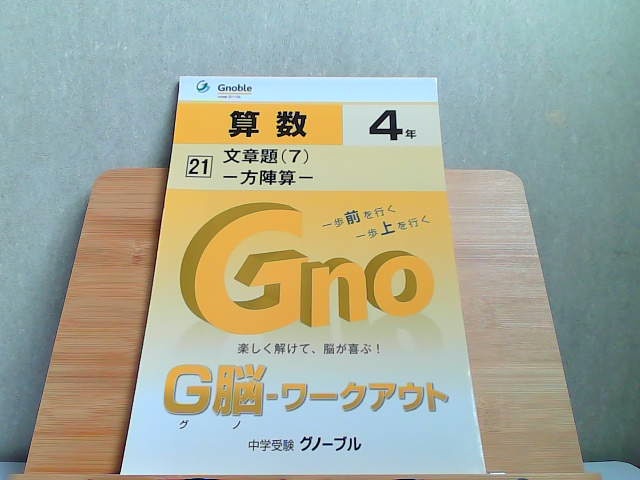 Gnoble
算数
4年
21 文章題(7)
－方陣算－
一歩前を行く
一歩上を行く
Gno
楽しく解けて、脳が喜ぶ！
G脳-ワークアウト
グノ
中学受験 グノーブル